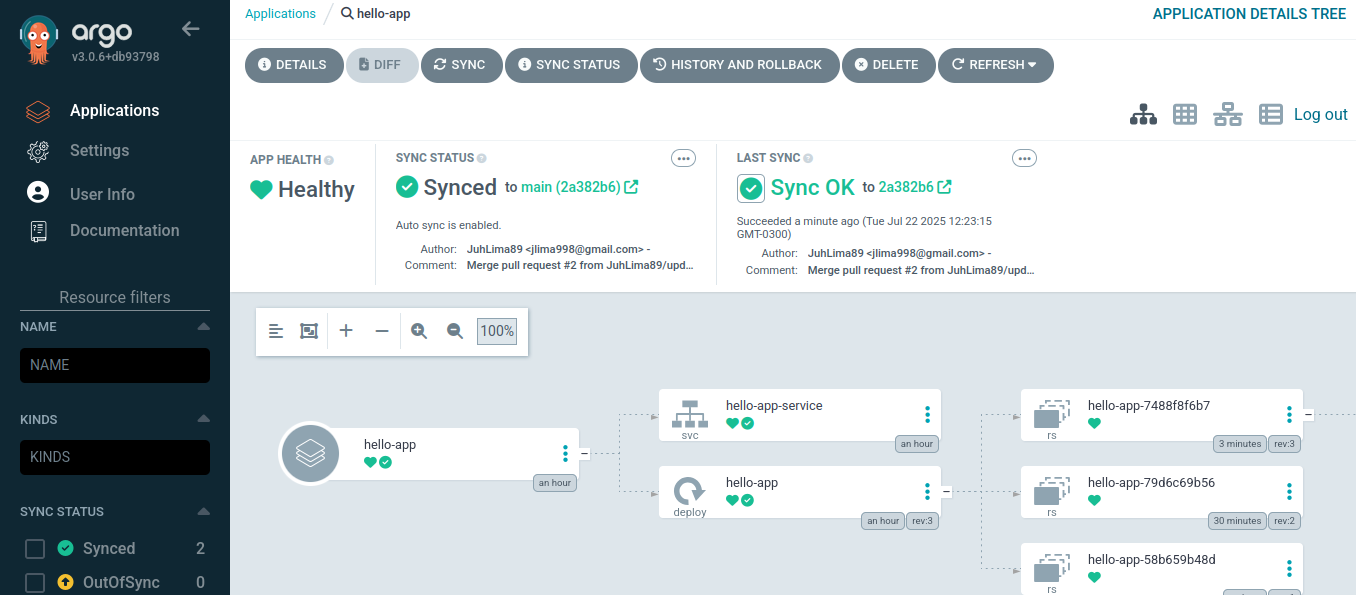 argo
v3.0.6+db93798
Applications
Settings
User Info
Documentation
Resource filters
NAME
NAME
KINDS
KINDS
SYNC STATUS
Synced 2
OutOfSync 0
Applications / hello-app
APPLICATION DETAILS TREE
DETAILS DIFF SYNC SYNC STATUS HISTORY AND ROLLBACK DELETE REFRESH
Log out
APP HEALTH
Healthy
SYNC STATUS
Synced to main (2a382b6)
Auto sync is enabled.
Author: JuhLima89 <jlima998@gmail.com> -
Comment: Merge pull request #2 from JuhLima89/upd...
LAST SYNC
Sync OK to 2a382b6
Succeeded a minute ago (Tue Jul 22 2025 12:23:15
GMT-0300)
Author: JuhLima89 <jlima998@gmail.com> -
Comment: Merge pull request #2 from JuhLima89/upd...
100%
hello-app
an hour
hello-app-service
svc
an hour
hello-app
deploy
an hour rev:3
hello-app-7488f8f6b7
rs
3 minutes rev:3
hello-app-79d6c69b56
rs
30 minutes rev:2
hello-app-58b659b48d
rs